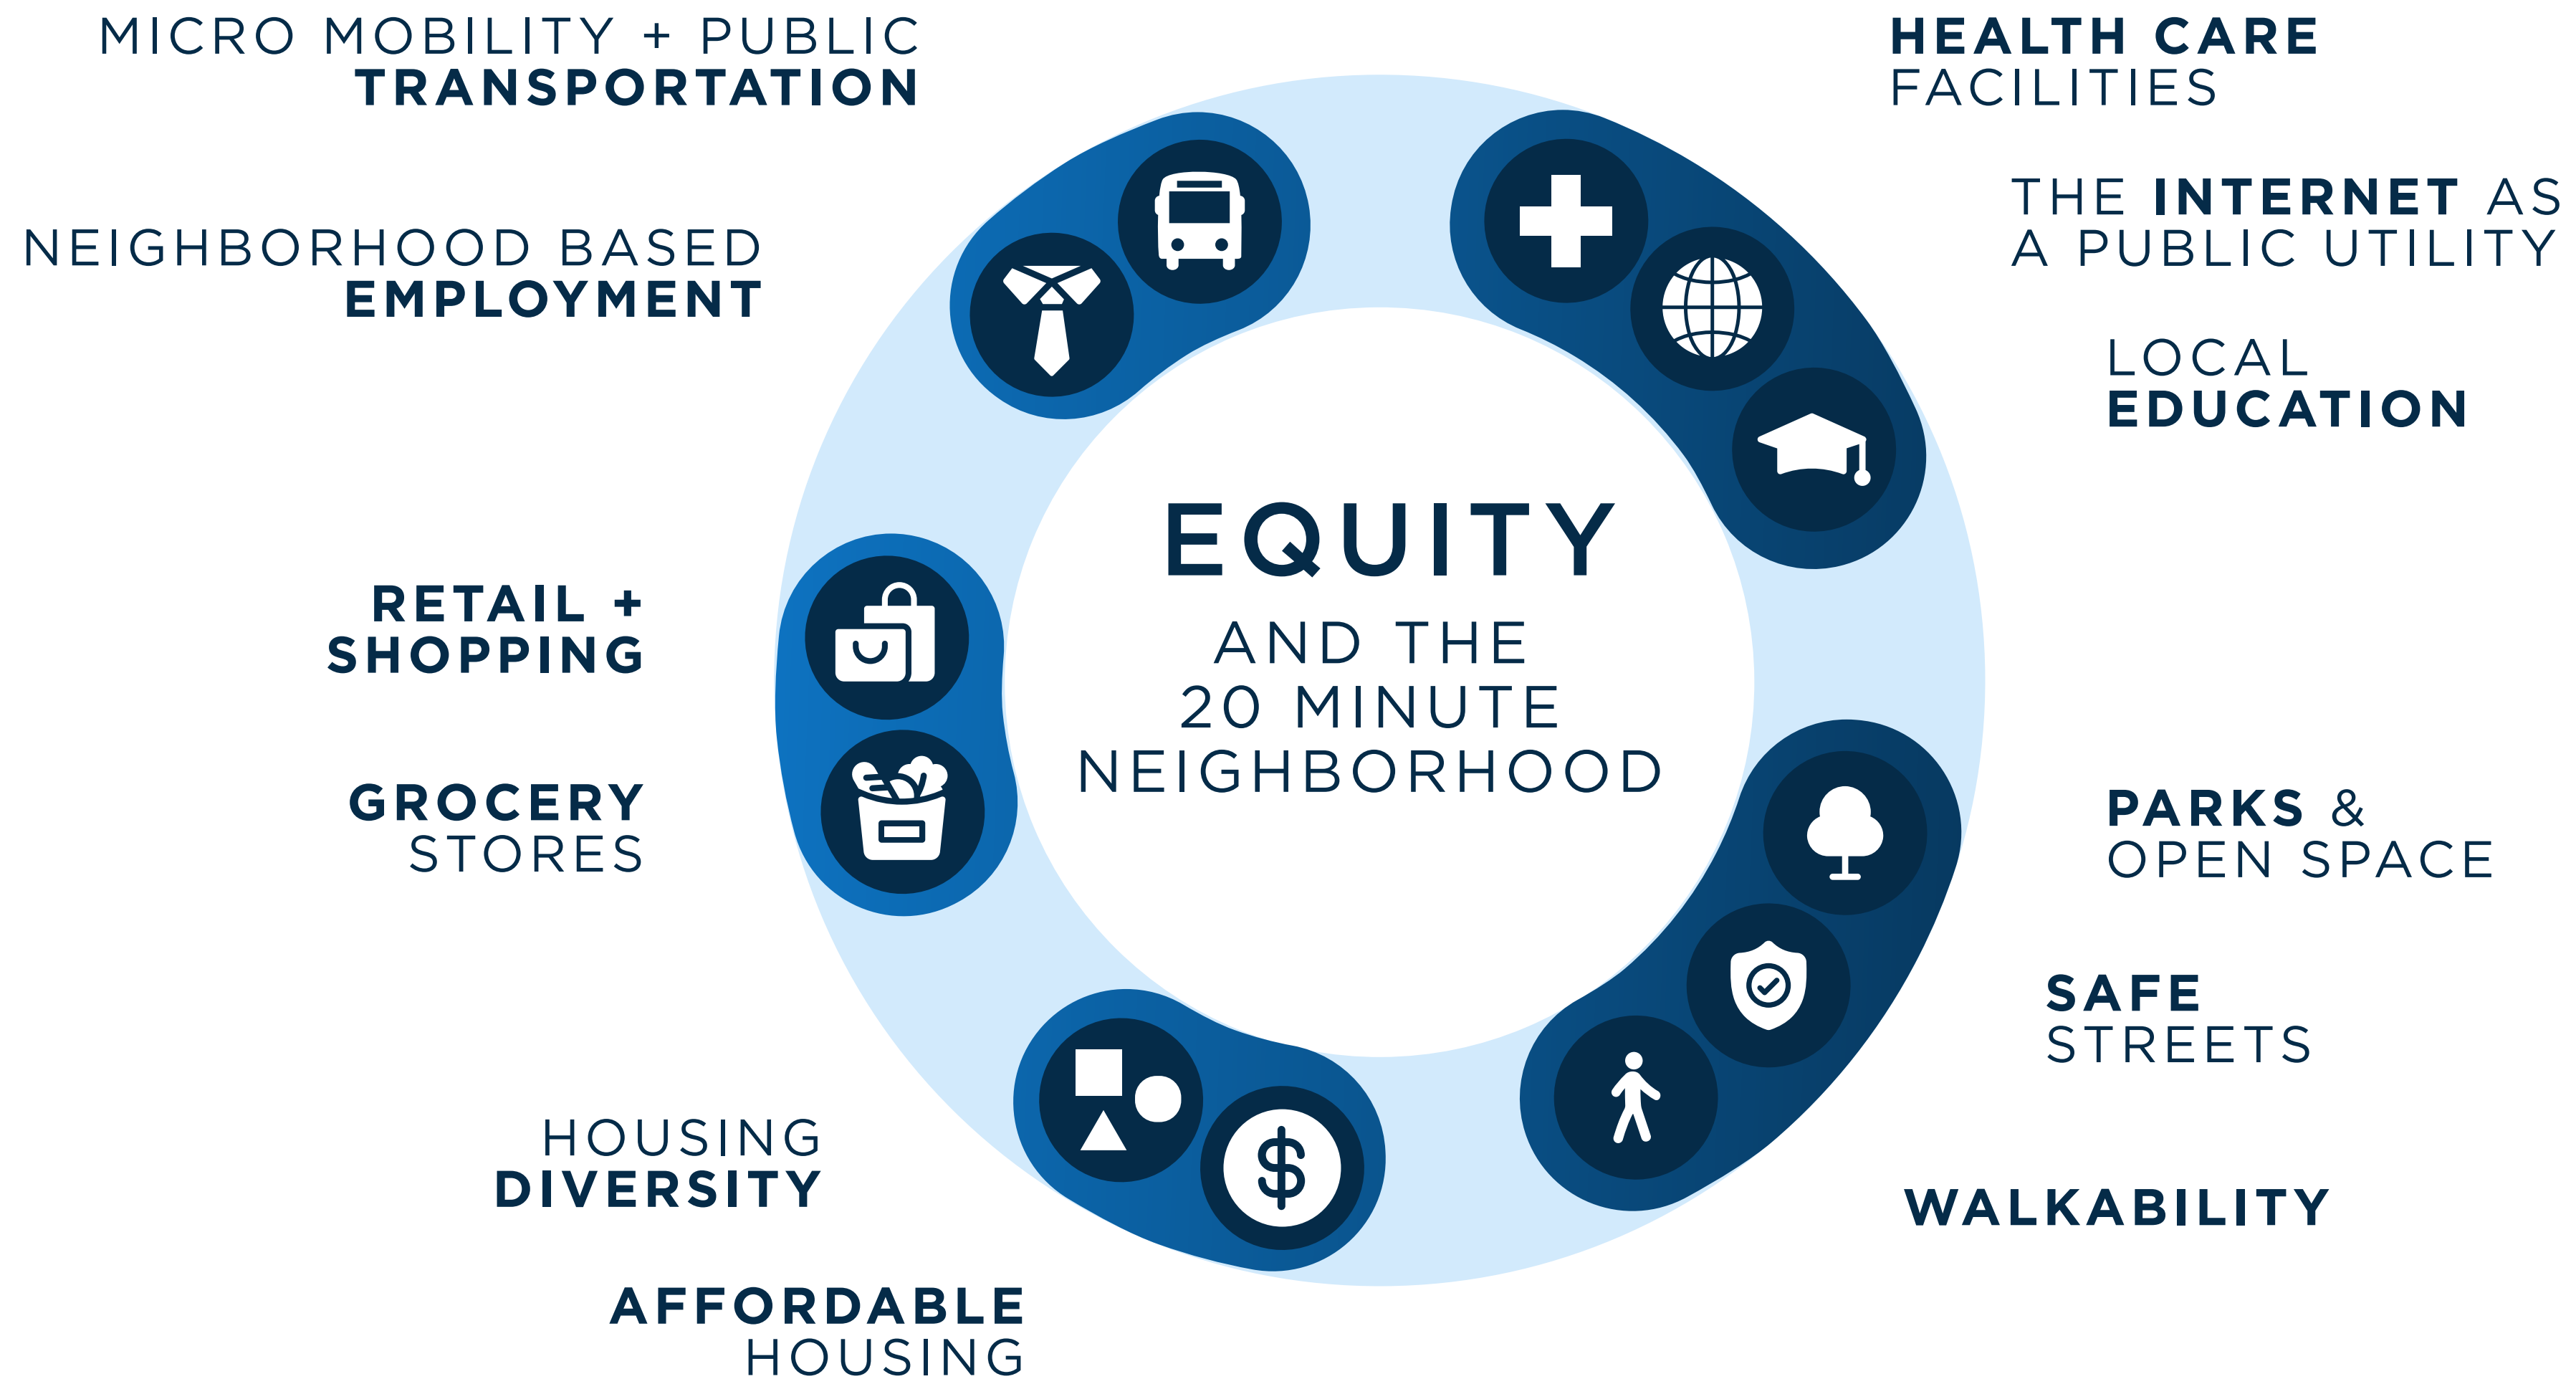 MICRO MOBILITY + PUBLIC
TRANSPORTATION
NEIGHBORHOOD BASED
EMPLOYMENT
RETAIL +
SHOPPING
GROCERY
STORES
HOUSING
DIVERSITY
AFFORDABLE
HOUSING
EQUITY
AND THE
20 MINUTE
NEIGHBORHOOD
$
HEALTH CARE
FACILITIES
THE INTERNET AS
A PUBLIC UTILITY
LOCAL
EDUCATION
PARKS &
OPEN SPACE
SAFE
STREETS
WALKABILITY